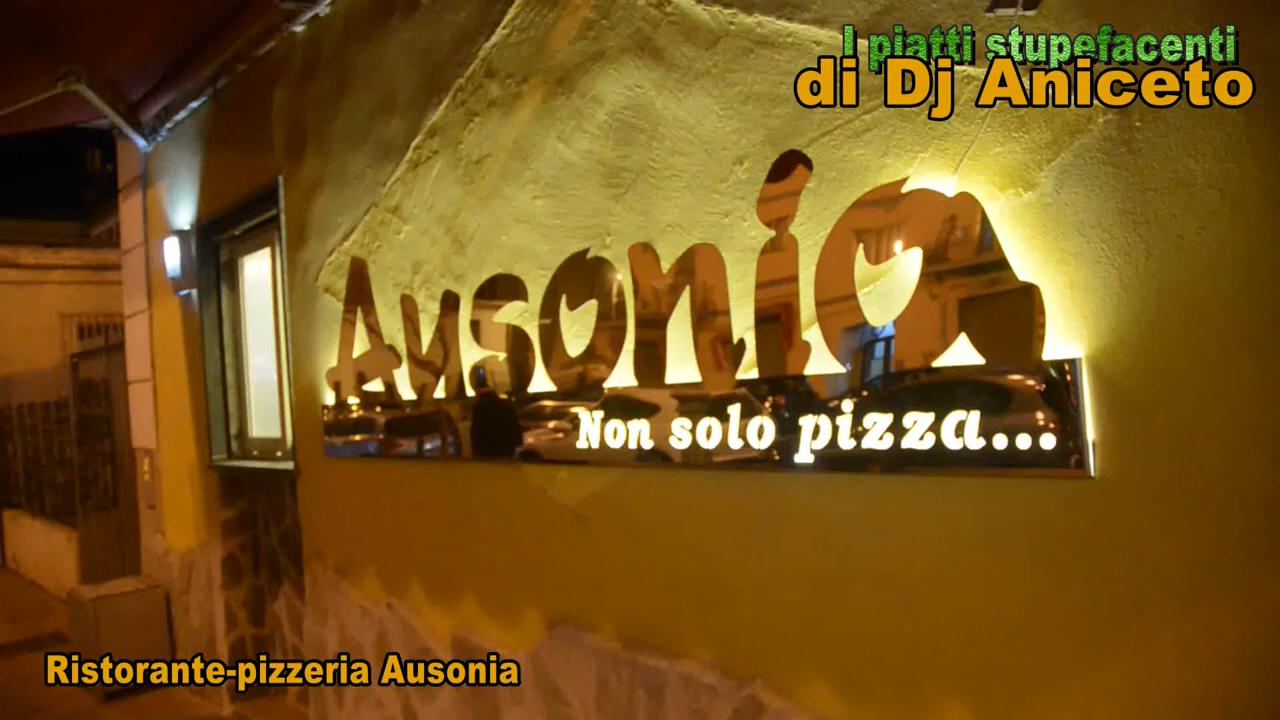 I piatti stupefacenti
di Dj Aniceto
Ausonia
Non solo pizza...
Ristorante-pizzeria Ausonia